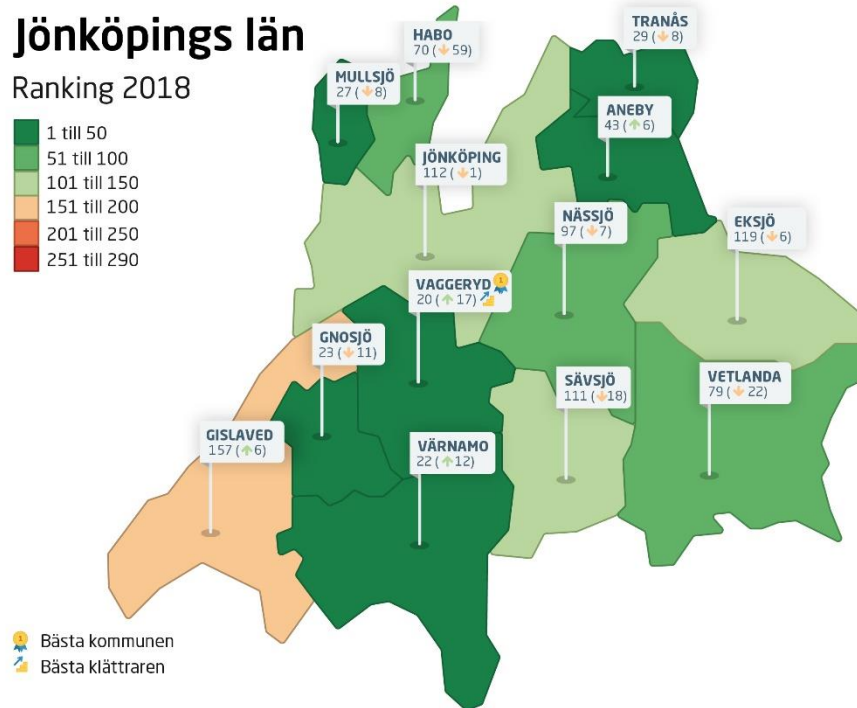 Jönköpings län
Ranking 2018
1 till 50
51 till 100
101 till 150
151 till 200
201 till 250
251 till 290
TRANÅS
29 (↓8)
HABO
70 (↓59)
MULLSJÖ
27 (↓8)
ANEBY
43 (↑6)
JÖNKÖPING
112 (↓1)
NÄSSJÖ
97 (↓7)
EKSJÖ
119 (↓6)
VAGGERYD 1
20 (↑17)
GNOSJÖ
23 (↓11)
SÄVSJÖ
111 (↓18)
VETLANDA
79 (↓22)
GISLAVED
157 (↑6)
VÄRNAMO
22 (↑12)
1 Bästa kommunen
Bästa klättraren